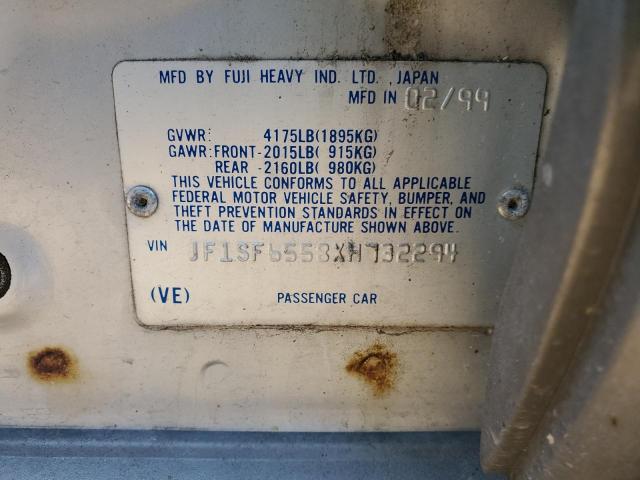 MFD BY FUJI HEAVY IND. LTD. ,JAPAN
MFD IN 02/99
GVWR: 4175LB(1895KG)
GAWR:FRONT-2015LB( 915KG)
REAR -2160LB( 980KG)
THIS VEHICLE CONFORMS TO ALL APPLICABLE
FEDERAL MOTOR VEHICLE SAFETY, BUMPER, AND
THEFT PREVENTION STANDARDS IN EFFECT ON
THE DATE OF MANUFACTURE SHOWN ABOVE.
VIN JF1SF6558XH732294
(VE) PASSENGER CAR